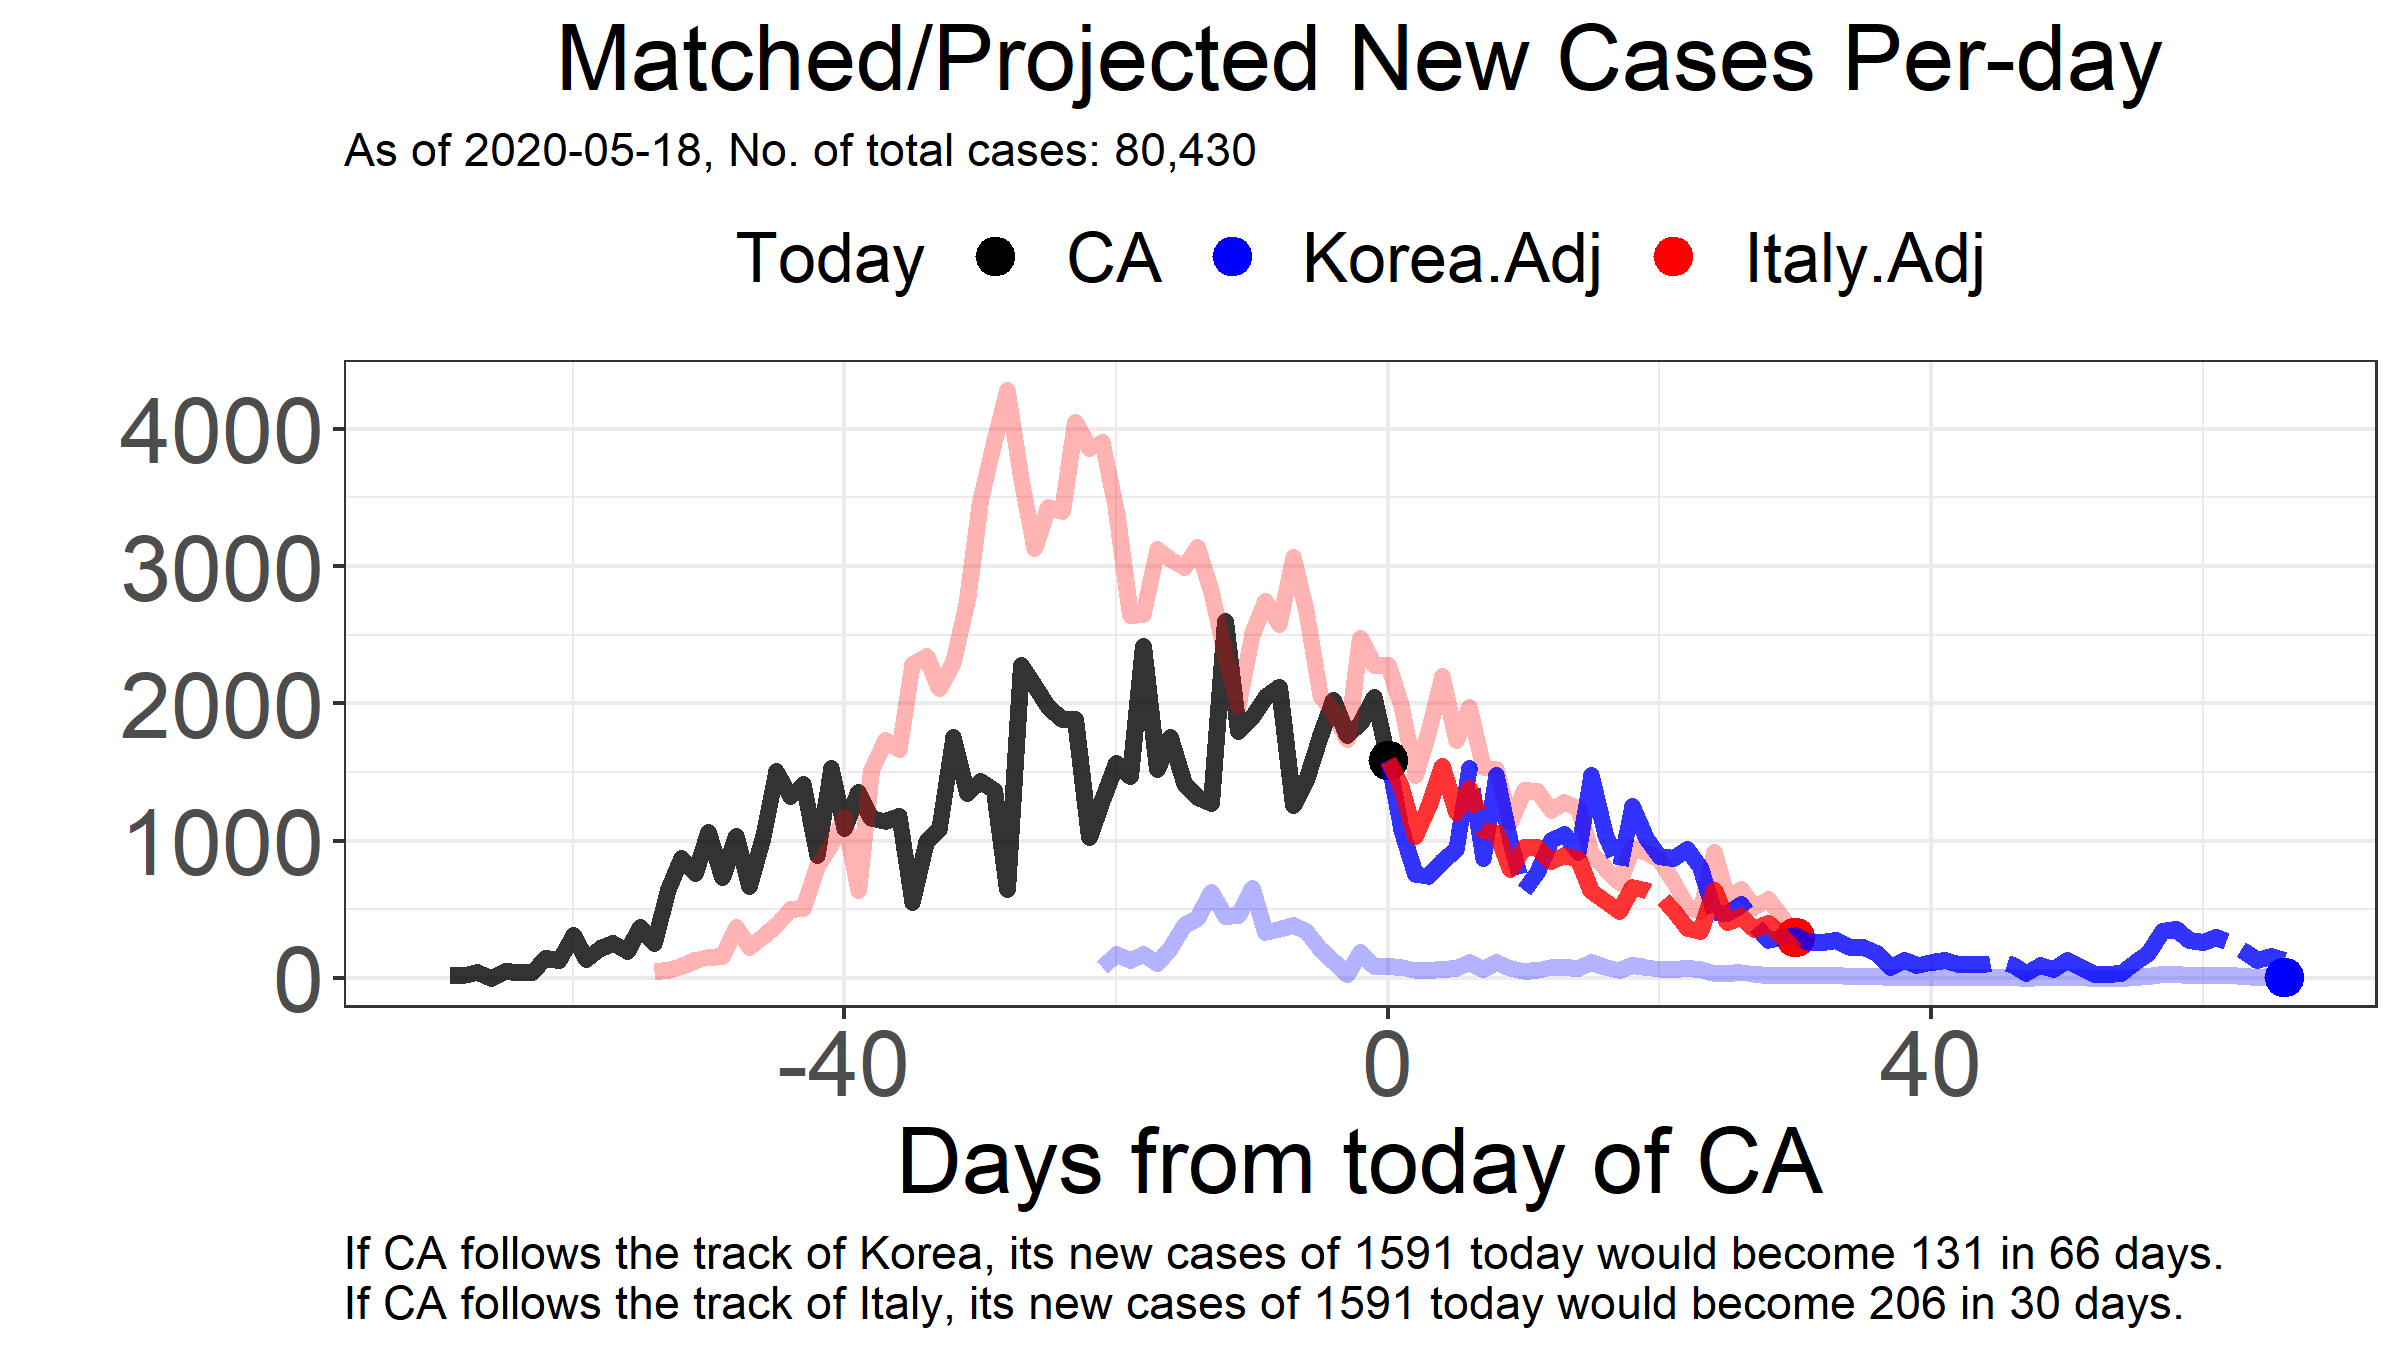 Matched/Projected New Cases Per-day
As of 2020-05-18, No. of total cases: 80,430
Today CA Korea.Adj Italy.Adj
4000
3000
2000
1000
0
-40 0 40
Days from today of CA
If CA follows the track of Korea, its new cases of 1591 today would become 131 in 66 days.
If CA follows the track of Italy, its new cases of 1591 today would become 206 in 30 days.